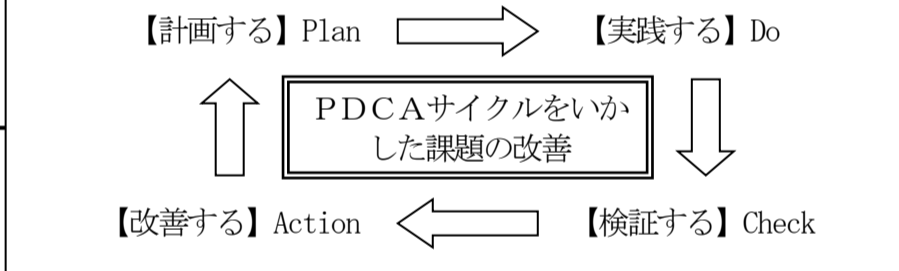 【計画する】Plan
【実践する】Do
PDCAサイクルをいか
した課題の改善
【改善する】Action
【検証する】Check